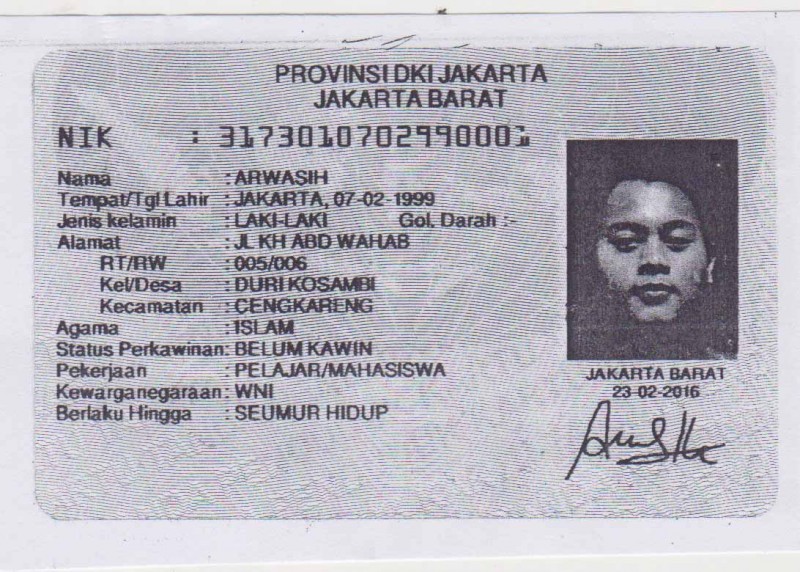 PROVINSI DKI JAKARTA
JAKARTA BARAT
NIK : 3173010702990001
Nama : ARWASIH
Tempat/Tgl Lahir : JAKARTA, 07-02-1999
Jenis kelamin : LAKI-LAKI Gol. Darah :-
Alamat : JL KH ABD WAHAB
RT/RW : 005/006
Kel/Desa : DURI KOSAMBI
Kecamatan : CENGKARENG
Agama : ISLAM
Status Perkawinan: BELUM KAWIN
Pekerjaan : PELAJAR/MAHASISWA
Kewarganegaraan: WNI
Berlaku Hingga : SEUMUR HIDUP
JAKARTA BARAT
23-02-2016